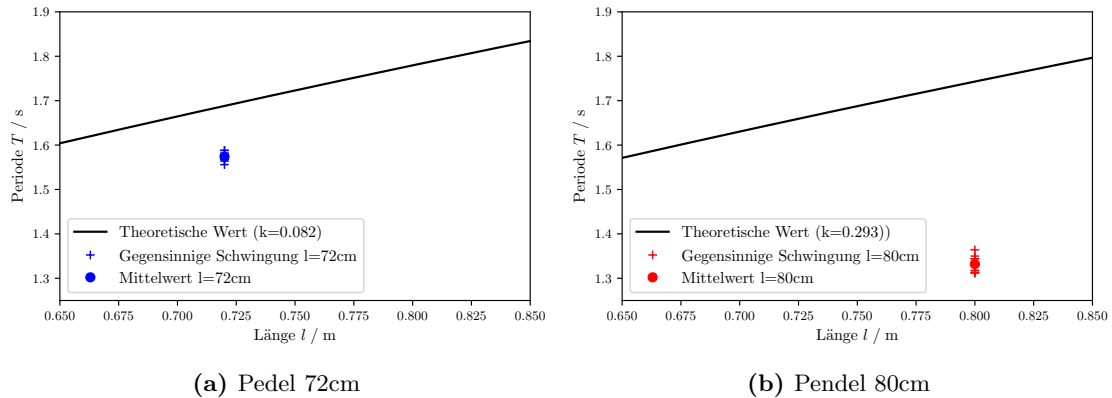 1.9
1.8
1.7
1.6
1.5
1.4
1.3
Periode T / s
Theoretische Wert (k=0.082)
Gegensinnige Schwingung l=72cm
Mittelwert l=72cm
0.650 0.675 0.700 0.725 0.750 0.775 0.800 0.825 0.850
Länge l / m
(a) Pedel 72cm
1.9
1.8
1.7
1.6
1.5
1.4
1.3
Periode T / s
Theoretische Wert (k=0.293))
Gegensinnige Schwingung l=80cm
Mittelwert l=80cm
0.650 0.675 0.700 0.725 0.750 0.775 0.800 0.825 0.850
Länge l / m
(b) Pendel 80cm